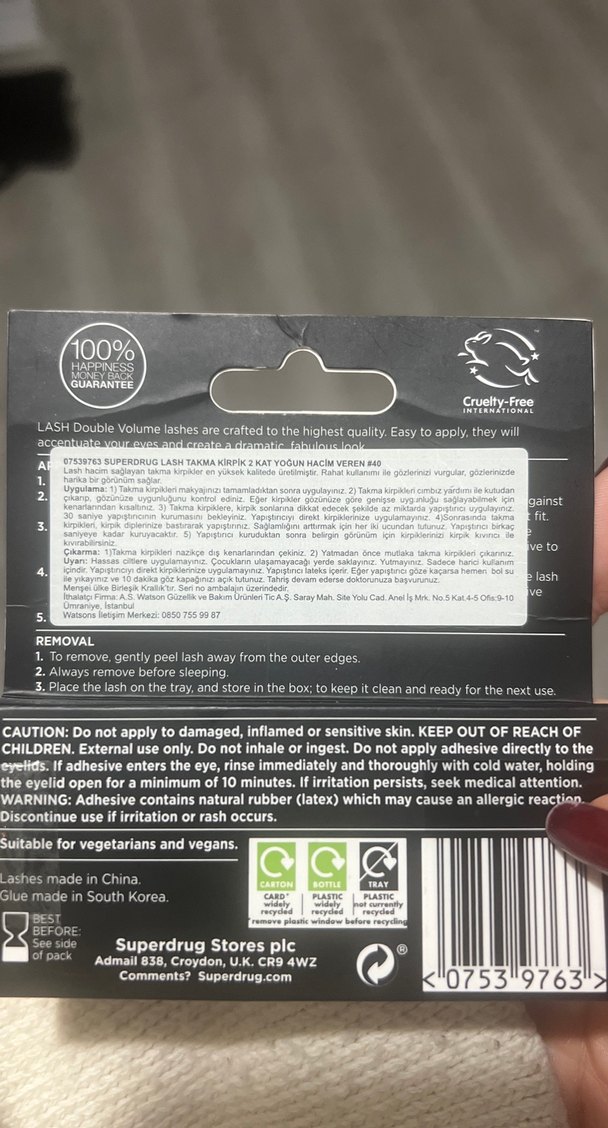 100%
HAPPINESS
MONEY BACK
GUARANTEE
Cruelty-Free
INTERNATIONAL
LASH Double Volume lashes are crafted to the highest quality. Easy to apply, they will
accentuate your eyes and create a dramatic, fabulous look.
AP
1.
2.
gainst
t fit.
3.
ive to
4.
e lash
ive
5.
07539763 SUPERDRUG LASH TAKMA KİRPİK 2 KAT YOĞUN HACİM VEREN #40
Lash hacim sağlayan takma kirpikler en yüksek kalitede üretilmiştir. Rahat kullanımı ile gözlerinizi vurgular, gözlerinizde
harika bir görünüm sağlar.
Uygulama: 1) Takma kirpikleri makyajınızı tamamladıktan sonra uygulayınız. 2) Takma kirpikleri cımbız yardımı ile kutudan
çıkarıp, gözünüze uygunluğunu kontrol ediniz. Eğer kirpikler gözünüze göre genişse uygunluğu sağlayabilmek için
kenarlarından kısaltınız. 3) Takma kirpiklere, kirpik sonlarına dikkat edecek şekilde az miktarda yapıştırıcı uygulayınız.
30 saniye yapıştırıcının kurumasını bekleyiniz. Yapıştırıcıyı direkt kirpiklerinize uygulamayınız. 4)Sonrasında takma
kirpikleri, kirpik diplerinize bastırarak yapıştırınız. Sağlamlığını arttırmak için her iki ucundan tutunuz. Yapıştırıcı birkaç
saniyeye kadar kuruyacaktır. 5) Yapıştırıcı kuruduktan sonra belirgin görünüm için kirpiklerinizi kirpik kıvırıcı ile
kıvırabilirsiniz.
Çıkarma: 1)Takma kirpikleri nazikçe dış kenarlarından çekiniz. 2) Yatmadan önce mutlaka takma kirpikleri çıkarınız.
Uyarı: Hassas ciltlere uygulamayınız. Çocukların ulaşamayacağı yerde saklayınız. Yutmayınız. Sadece harici kullanım
içindir. Yapıştırıcıyı direkt kirpiklerinize uygulamayınız. Yapıştırıcı lateks içerir. Eğer yapıştırıcı göze kaçarsa hemen bol su
ile yıkayınız ve 10 dakika göz kapağınızı açık tutunuz. Tahriş devam ederse doktorunuza başvurunuz.
Menşei ülke Birleşik Krallık'tır. Seri no ambalajın üzerindedir.
İthalatçı Firma: A.S. Watson Güzellik ve Bakım Ürünleri Tic A.Ş. Saray Mah. Site Yolu Cad. Anel İş Mrk. No.5 Kat.4-5 Ofis:9-10
Ümraniye, İstanbul
Watsons İletişim Merkezi: 0850 755 99 87
REMOVAL
1. To remove, gently peel lash away from the outer edges.
2. Always remove before sleeping.
3. Place the lash on the tray, and store in the box; to keep it clean and ready for the next use.
CAUTION: Do not apply to damaged, inflamed or sensitive skin. KEEP OUT OF REACH OF
CHILDREN. External use only. Do not inhale or ingest. Do not apply adhesive directly to the
eyelids. If adhesive enters the eye, rinse immediately and thoroughly with cold water, holding
the eyelid open for a minimum of 10 minutes. If irritation persists, seek medical attention.
WARNING: Adhesive contains natural rubber (latex) which may cause an allergic reaction.
Discontinue use if irritation or rash occurs.
Suitable for vegetarians and vegans.
Lashes made in China.
Glue made in South Korea.
BEST
BEFORE:
See side
of pack
CARTON BOTTLE TRAY
CARD* widely recycled
PLASTIC widely recycled
PLASTIC not currently recycled
*remove plastic window before recycling
Superdrug Stores plc
Admail 838, Croydon, U.K. CR9 4WZ
Comments? Superdrug.com
®
<0753 9763>